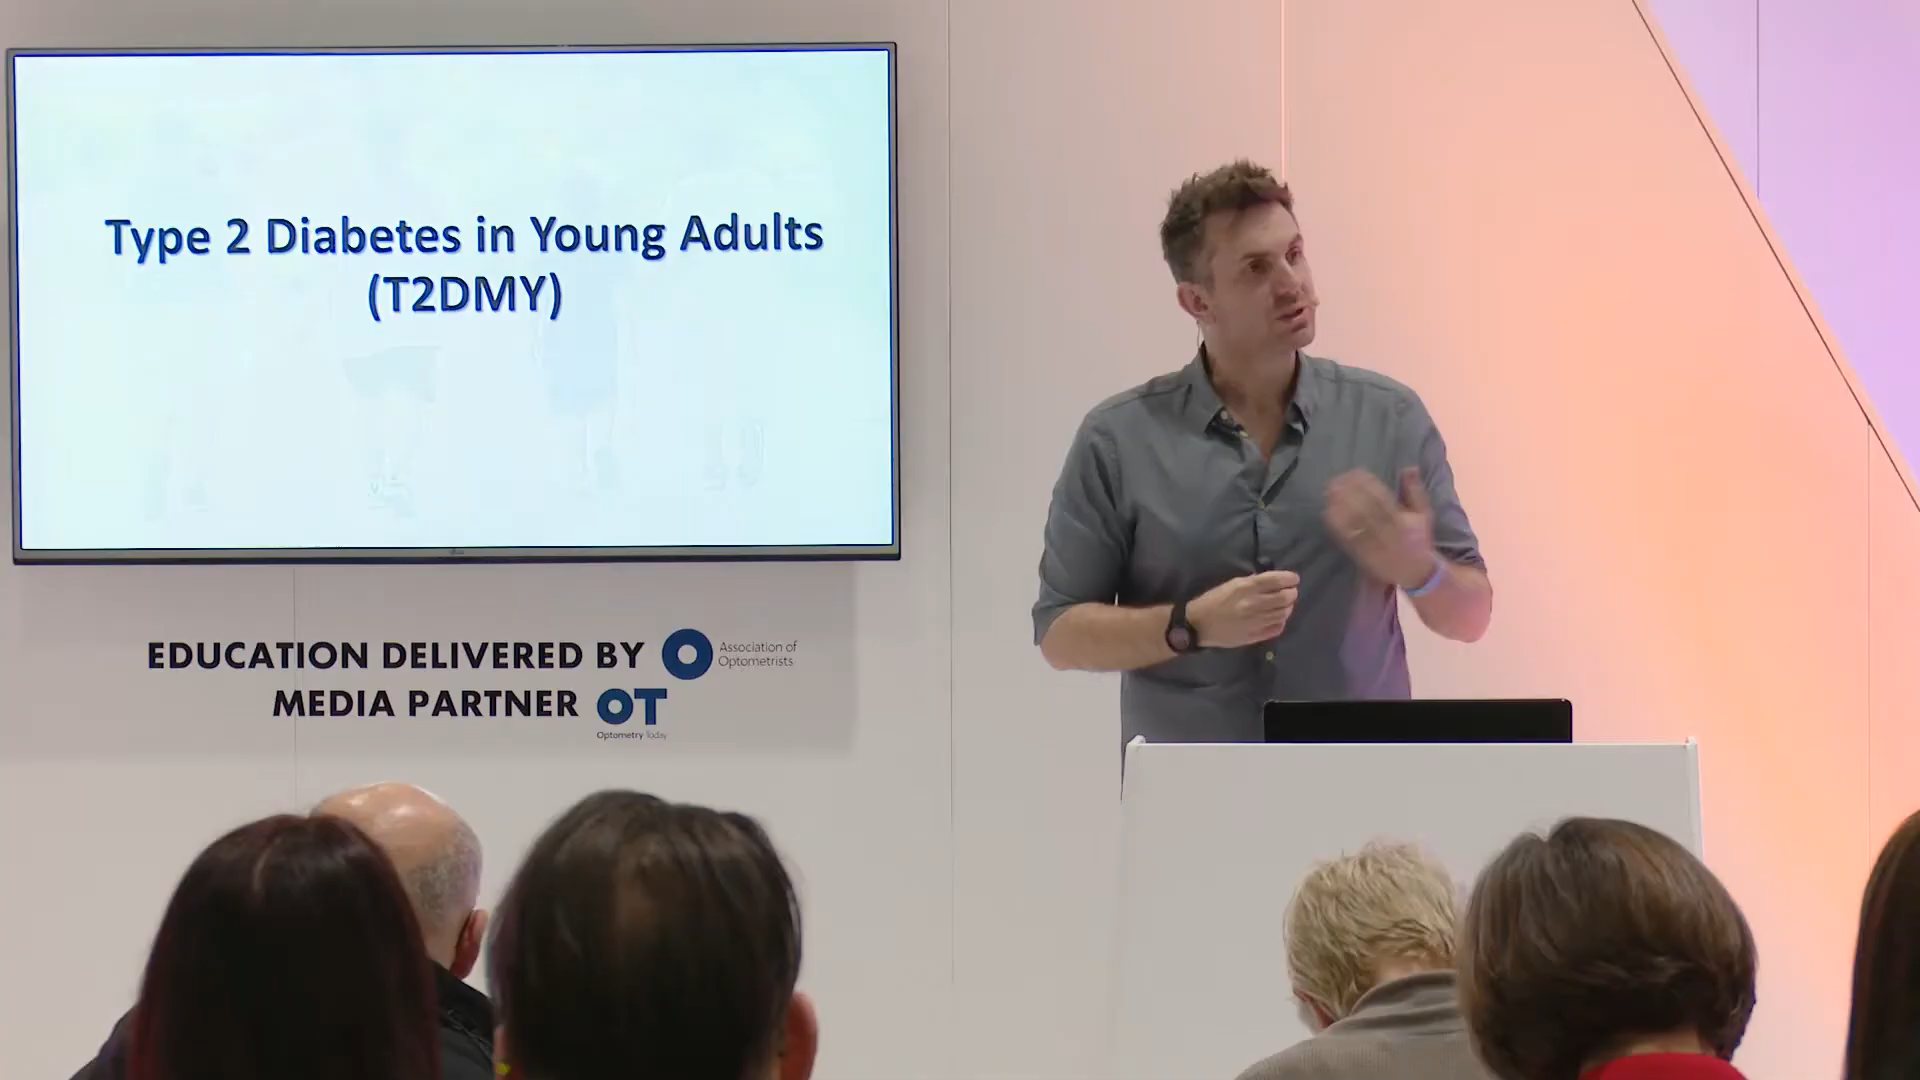 Type 2 Diabetes in Young Adults
(T2DMY)
EDUCATION DELIVERED BY
Association of
Optometrists
MEDIA PARTNER OT
Optometry Today